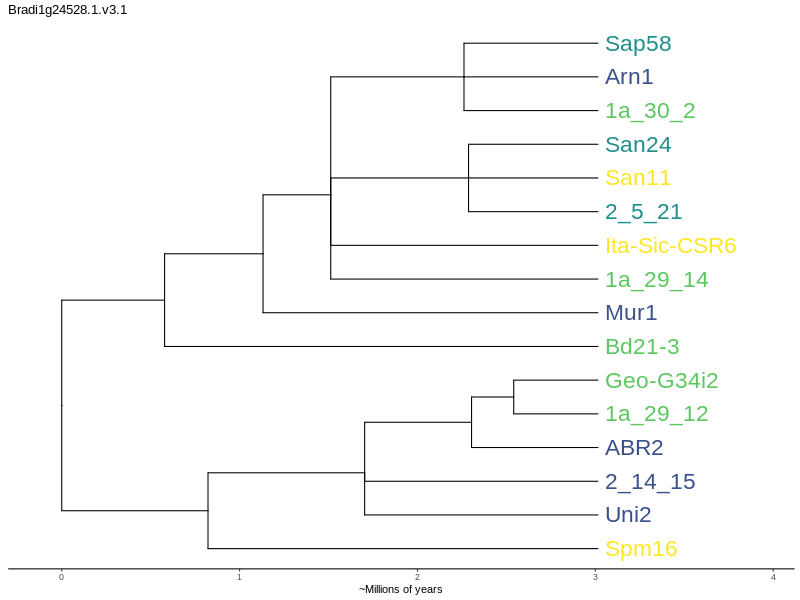 Bradi1g24528.1.v3.1
Sap58
Arn1
1a_30_2
San24
San11
2_5_21
Ita-Sic-CSR6
1a_29_14
Mur1
Bd21-3
Geo-G34i2
1a_29_12
ABR2
2_14_15
Uni2
Spm16
0 1 2 3 4
~Millions of years